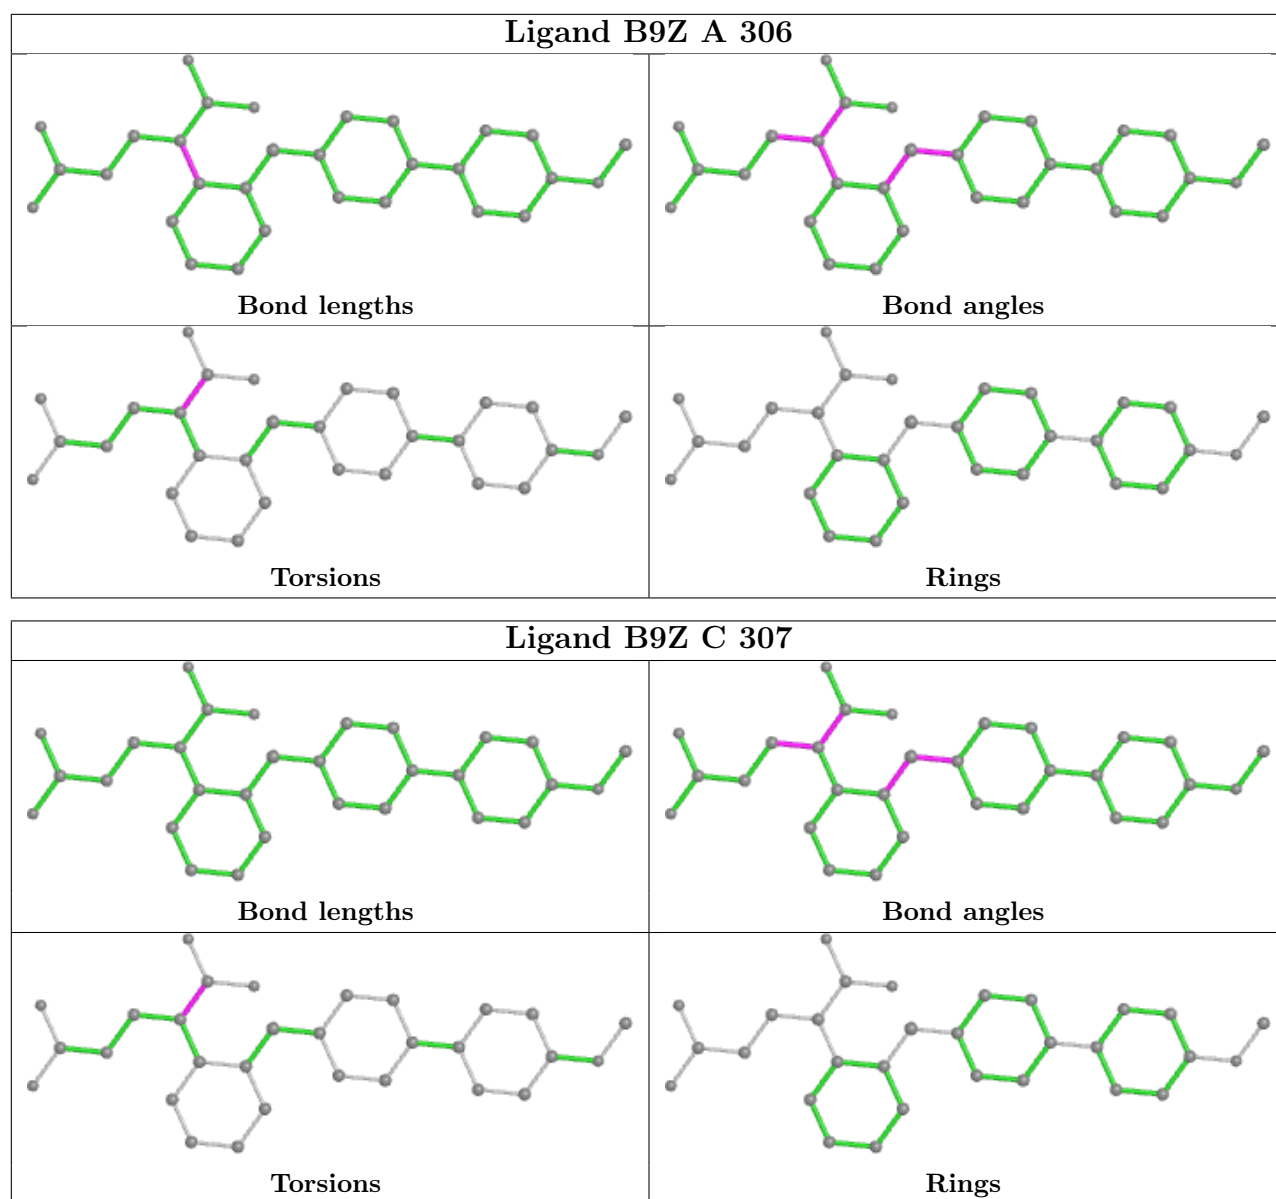 Ligand B9Z A 306
Bond lengths
Bond angles
Torsions
Rings
Ligand B9Z C 307
Bond lengths
Bond angles
Torsions
Rings